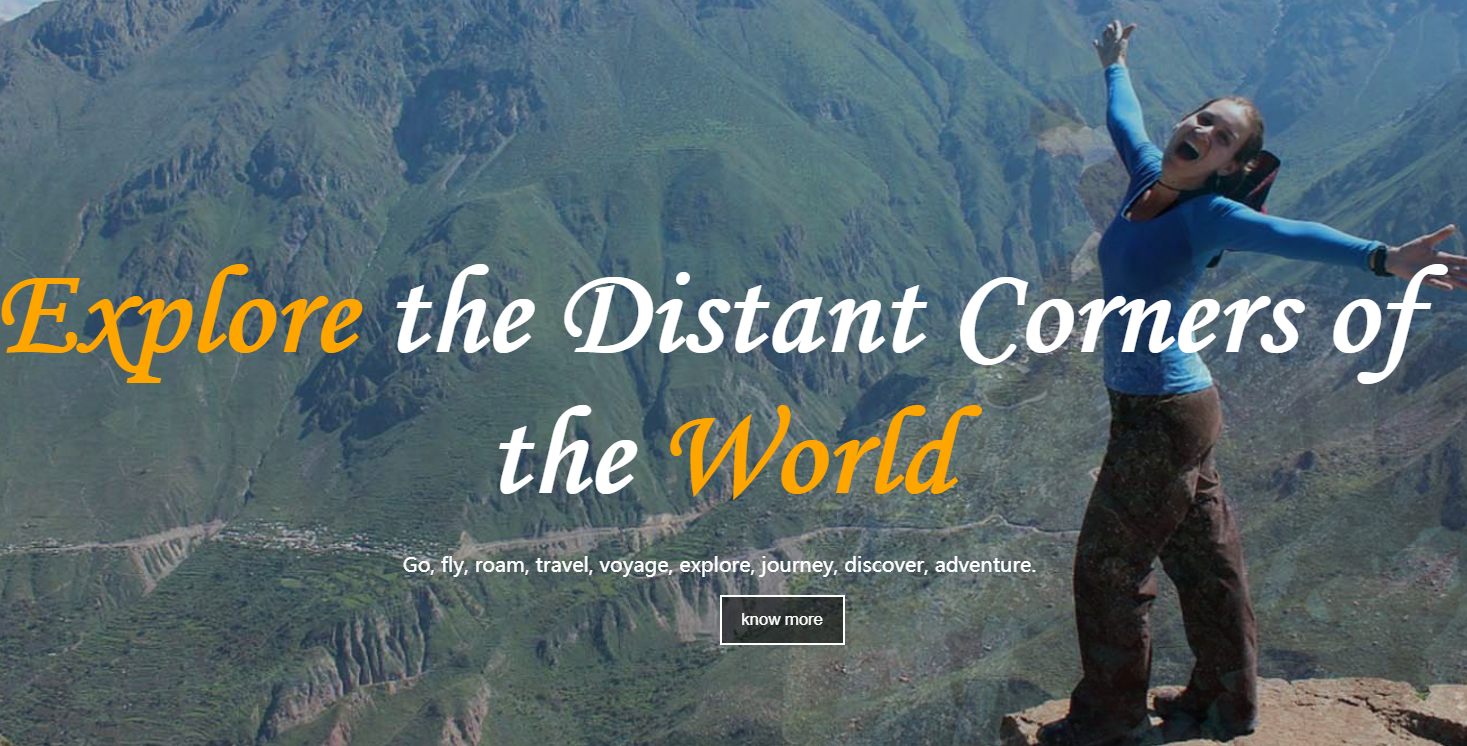 Explore the Distant Corners of
the World
Go, fly, roam, travel, voyage, explore, journey, discover, adventure.
know more